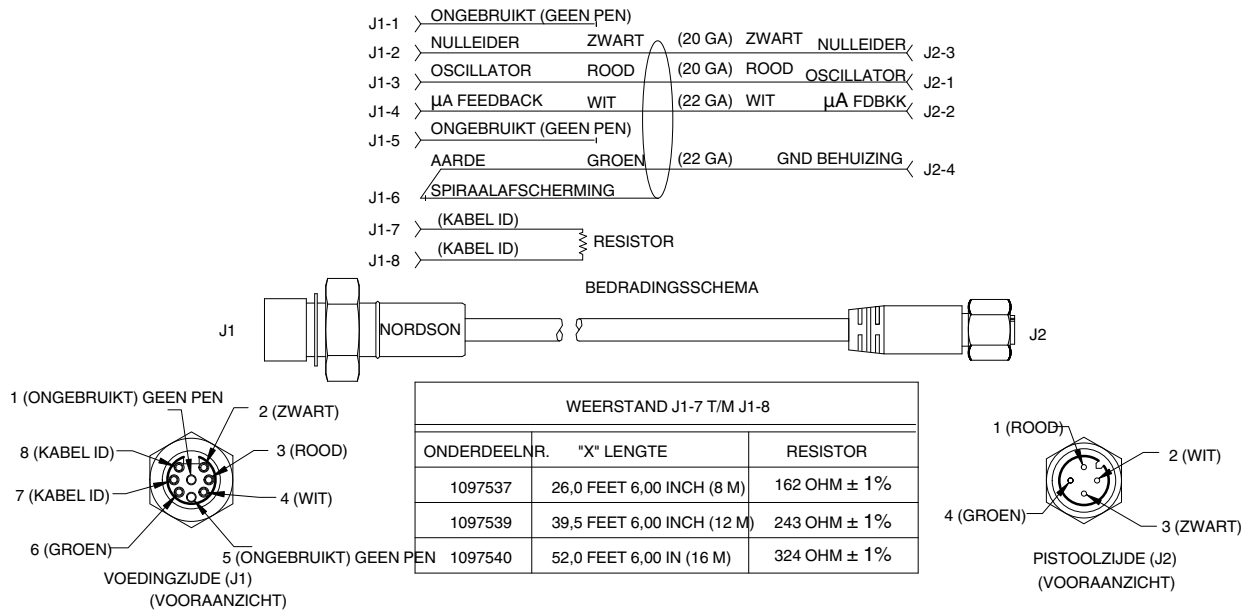 J1-1 ONGEBRUIKT (GEEN PEN)
J1-2 NULLEIDER ZWART (20 GA) ZWART NULLEIDER J2-3
J1-3 OSCILLATOR ROOD (20 GA) ROOD OSCILLATOR J2-1
J1-4 µA FEEDBACK WIT (22 GA) WIT µA FDBKK J2-2
J1-5 ONGEBRUIKT (GEEN PEN)
AARDE GROEN (22 GA) GND BEHUIZING J2-4
J1-6 SPIRAALAFSCHERMING
J1-7 (KABEL ID)
RESISTOR
J1-8 (KABEL ID)
BEDRADINGSSCHEMA
J1 NORDSON J2
1 (ONGEBRUIKT) GEEN PEN
2 (ZWART)
8 (KABEL ID)
3 (ROOD)
7 (KABEL ID)
4 (WIT)
6 (GROEN)
5 (ONGEBRUIKT) GEEN PEN
VOEDINGZIJDE (J1)
(VOORAANZICHT)
WEERSTAND J1-7 T/M J1-8
ONDERDEELNR. "X" LENGTE RESISTOR
1097537 26,0 FEET 6,00 INCH (8 M) 162 OHM ± 1%
1097539 39,5 FEET 6,00 INCH (12 M) 243 OHM ± 1%
1097540 52,0 FEET 6,00 IN (16 M) 324 OHM ± 1%
1 (ROOD)
2 (WIT)
4 (GROEN)
3 (ZWART)
PISTOOLZIJDE (J2)
(VOORAANZICHT)